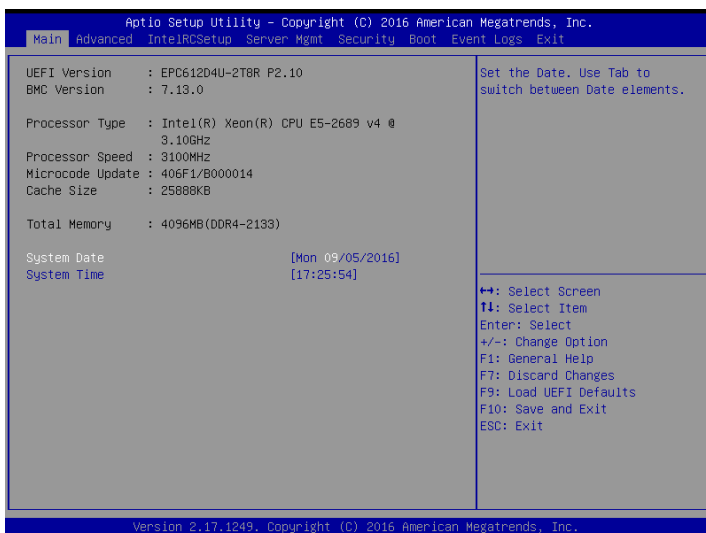 Aptio Setup Utility – Copyright (C) 2016 American Megatrends, Inc.
Main Advanced IntelRCSetup Server Mgmt Security Boot Event Logs Exit
UEFI Version : EPC612D4U-2T8R P2.10
BMC Version : 7.13.0
Processor Type : Intel(R) Xeon(R) CPU E5-2689 v4 @
3.10GHz
Processor Speed : 3100MHz
Microcode Update : 406F1/B000014
Cache Size : 25888KB
Total Memory : 4096MB(DDR4-2133)
System Date [Mon 09/05/2016]
System Time [17:25:54]
Set the Date. Use Tab to
switch between Date elements.
↔: Select Screen
↑↓: Select Item
Enter: Select
+/-: Change Option
F1: General Help
F7: Discard Changes
F9: Load UEFI Defaults
F10: Save and Exit
ESC: Exit
Version 2.17.1249. Copyright (C) 2016 American Megatrends, Inc.